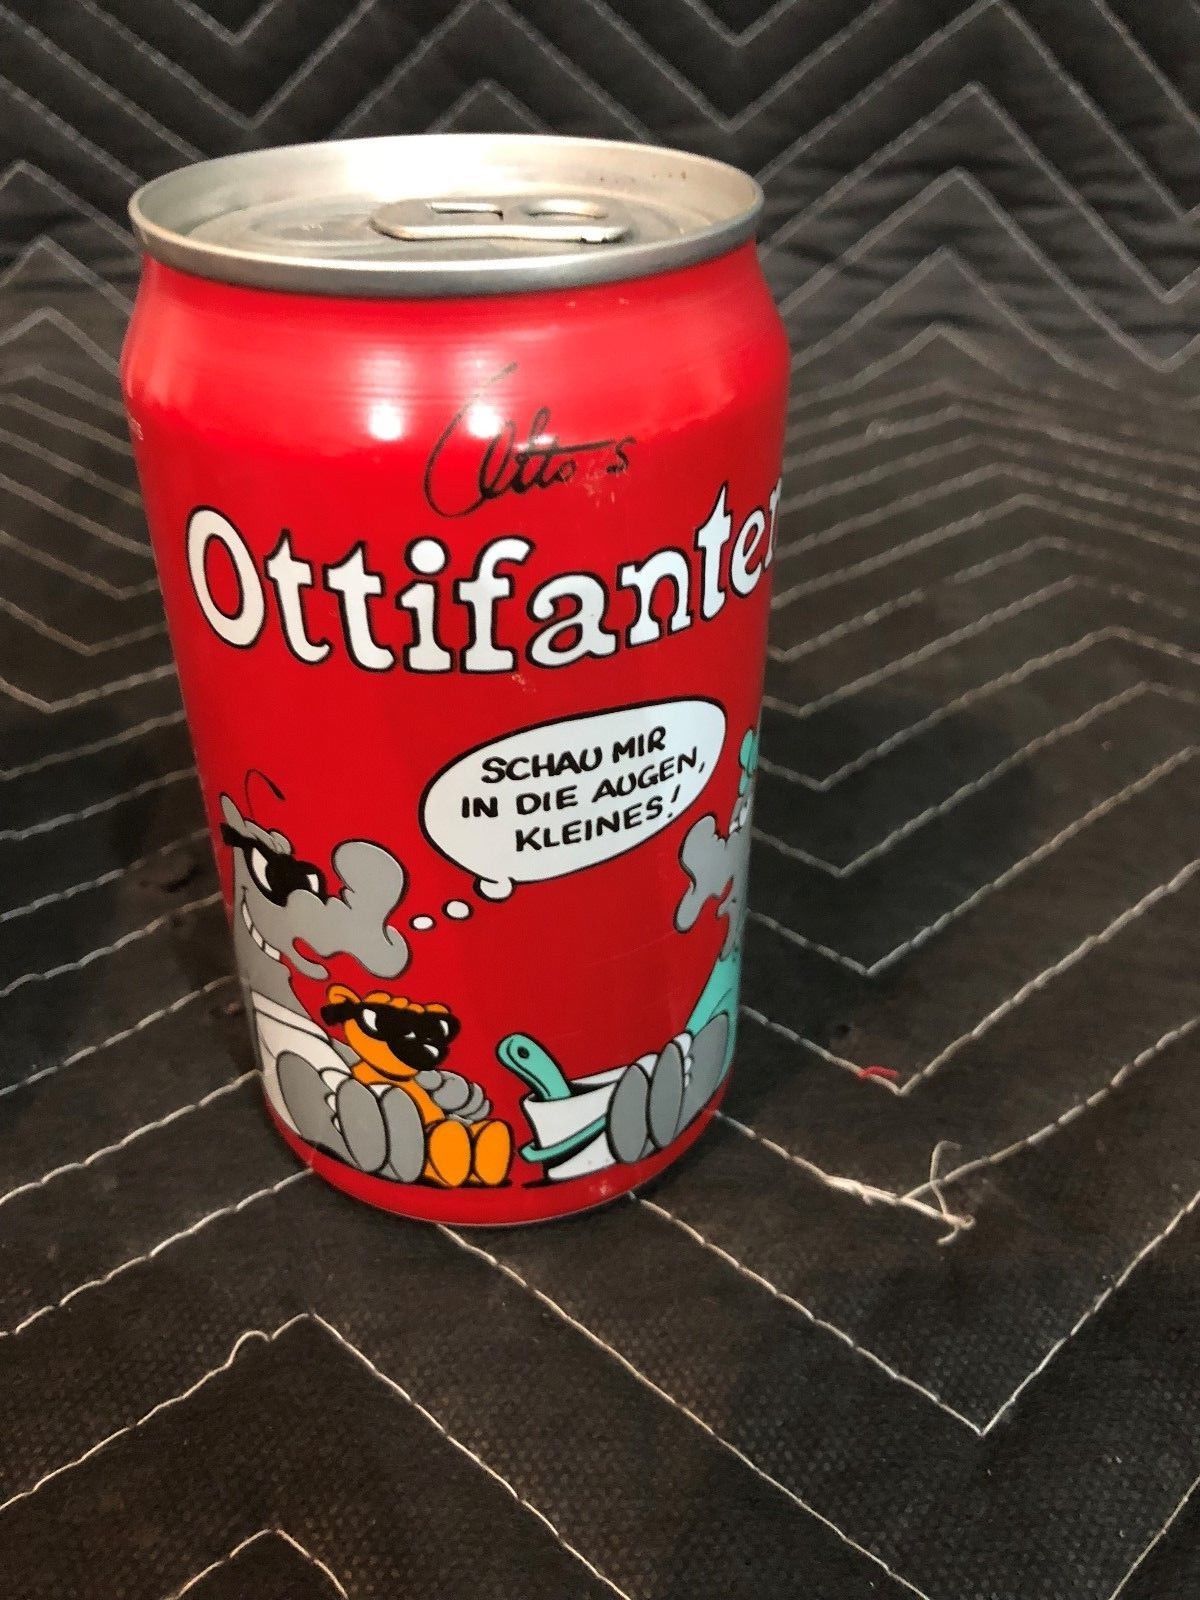 Otto's
Ottifanten
SCHAU MIR
IN DIE AUGEN,
KLEINES!